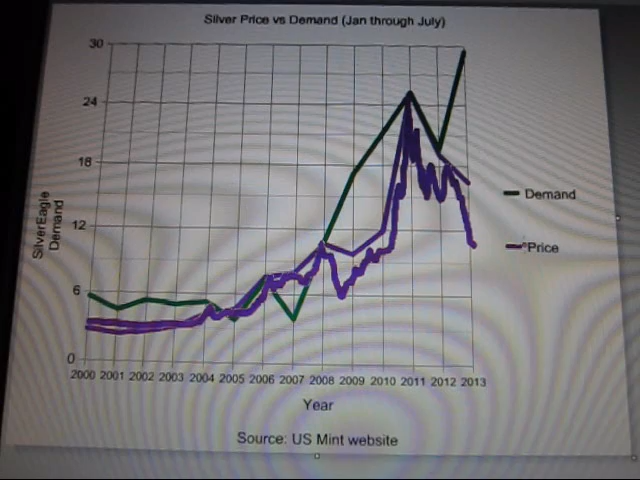 Silver Price vs Demand (Jan through July)
30
24
18
12
6
0
SilverEagle
Demand
Demand
Price
2000 2001 2002 2003 2004 2005 2006 2007 2008 2009 2010 2011 2012 2013
Year
Source: US Mint website